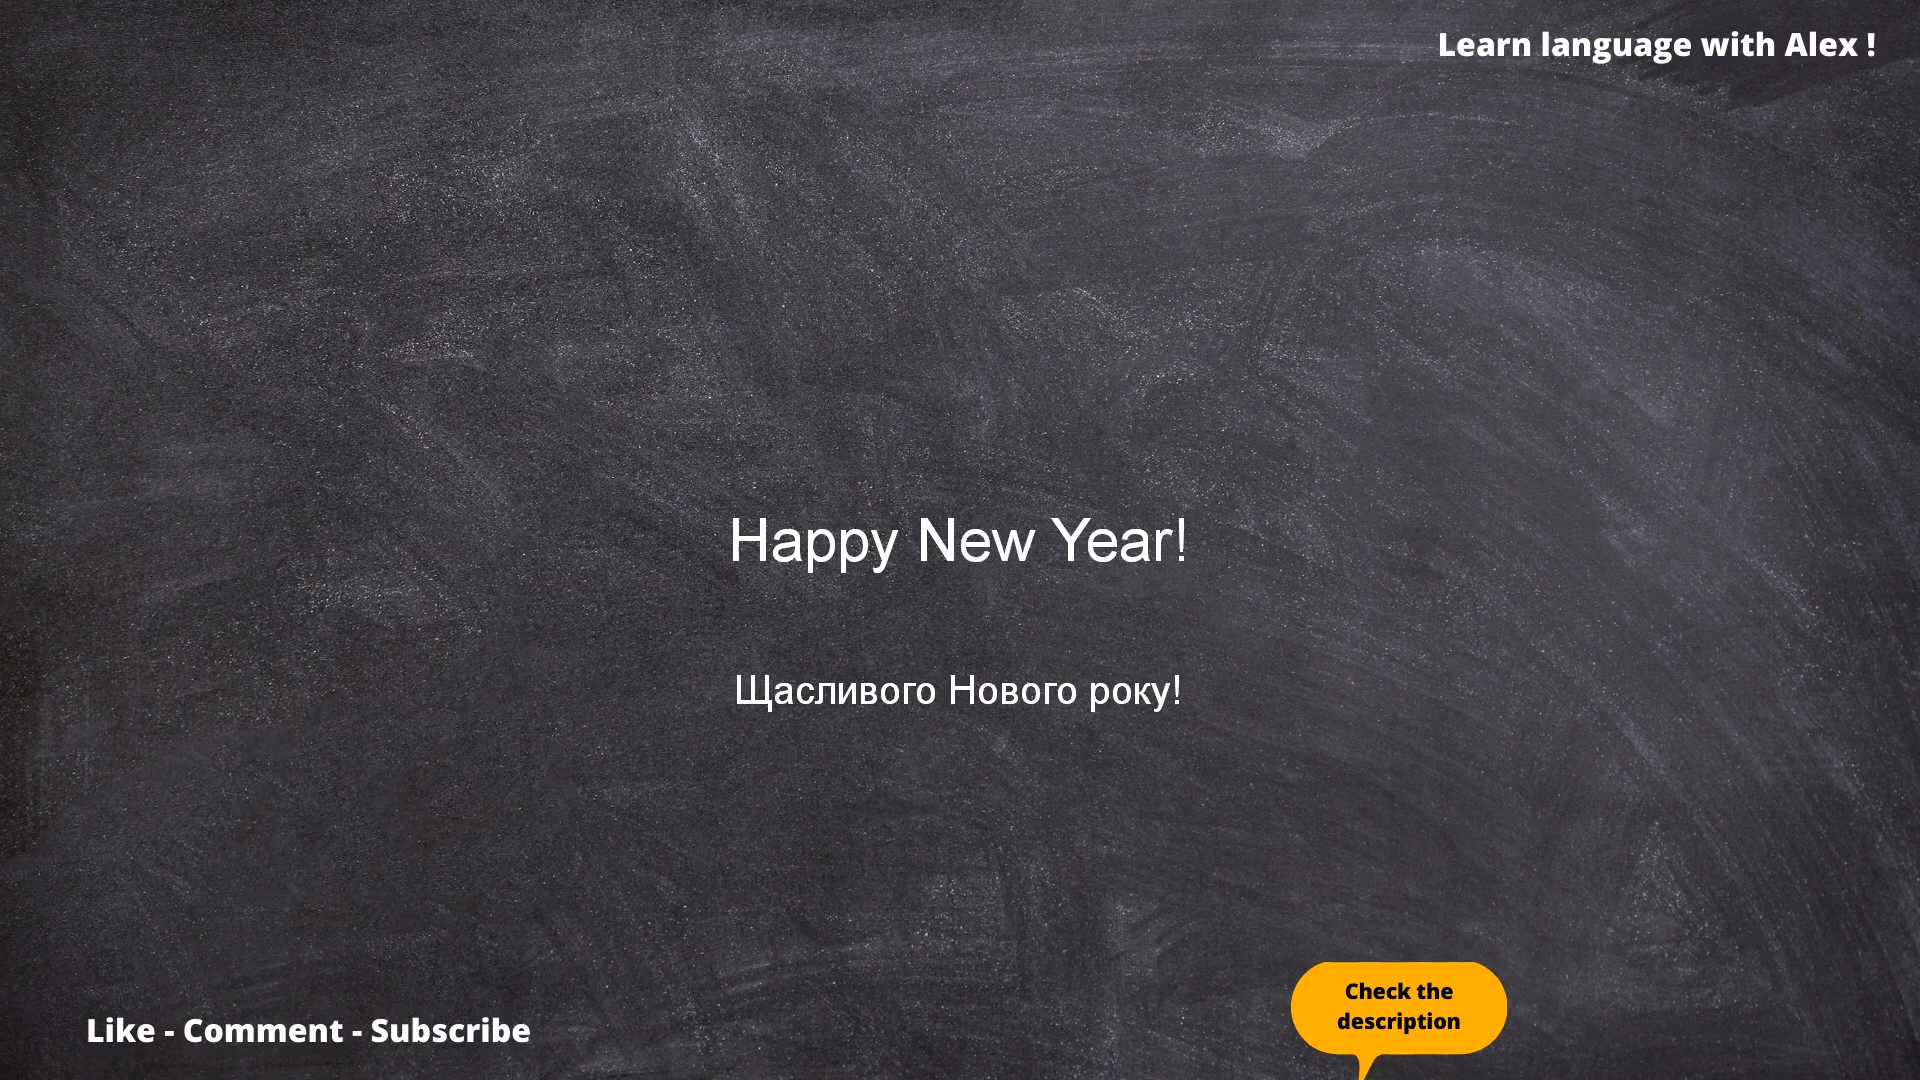 Learn language with Alex !
Happy New Year!
Щасливого Нового року!
Check the
description
Like - Comment - Subscribe